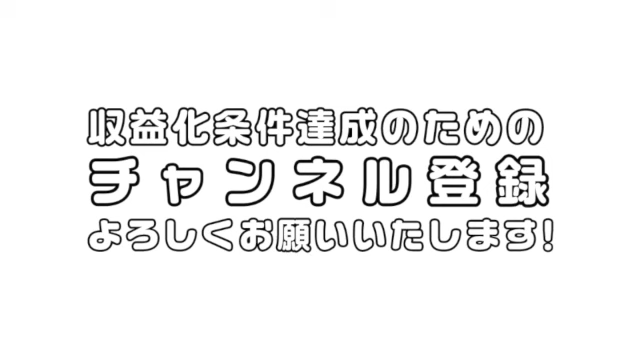 収益化条件達成のための
チャンネル登録
よろしくお願いいたします!